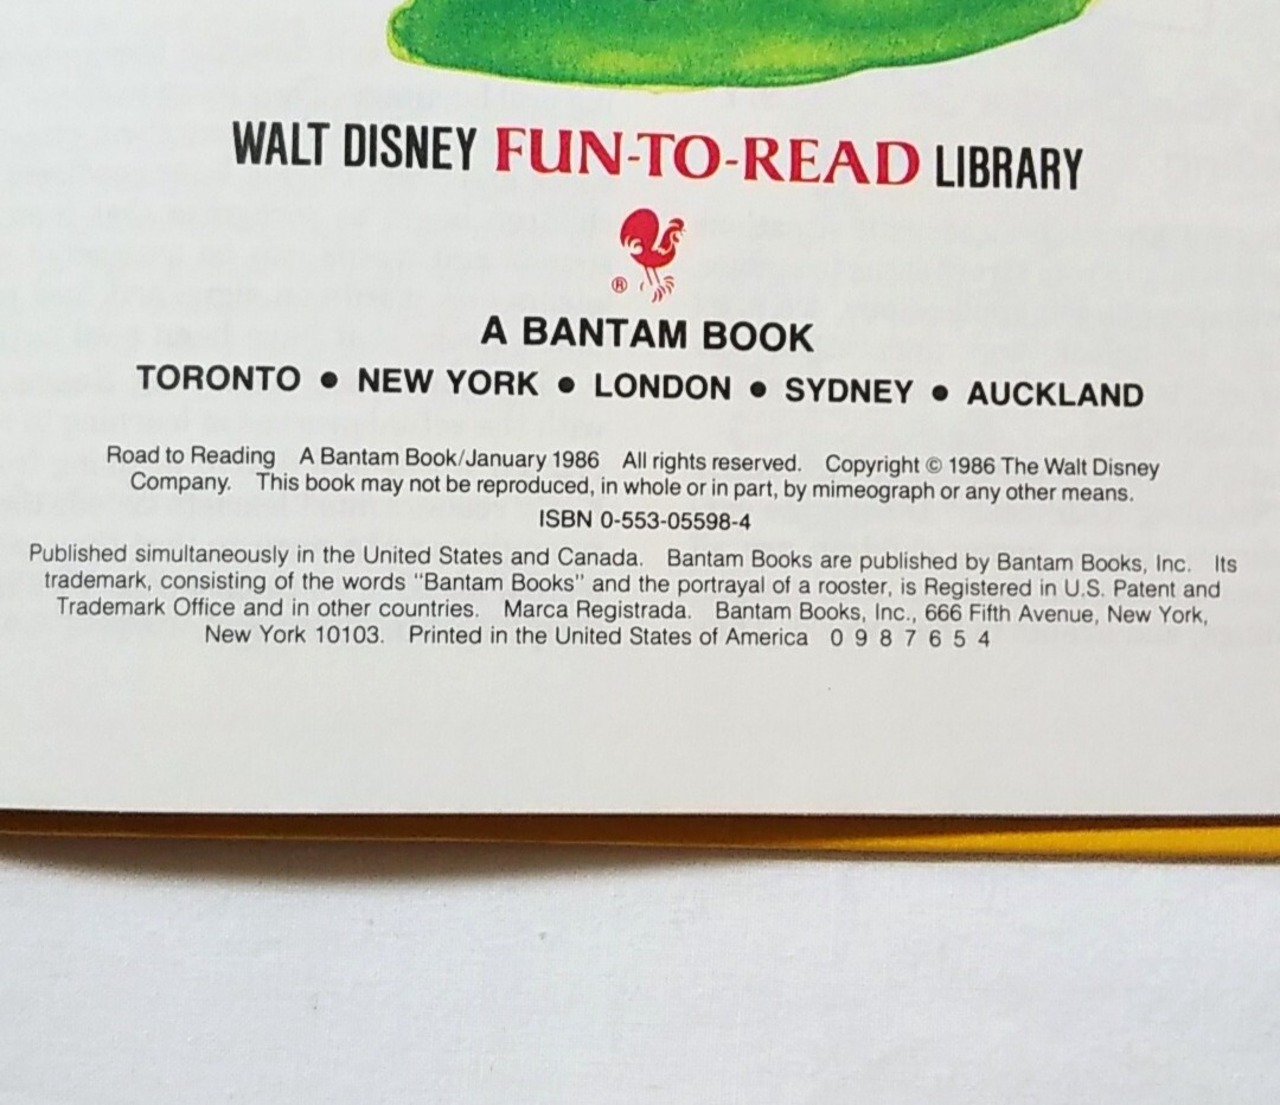 WALT DISNEY FUN-TO-READ LIBRARY
®
A BANTAM BOOK
TORONTO ● NEW YORK ● LONDON ● SYDNEY ● AUCKLAND
Road to Reading A Bantam Book/January 1986 All rights reserved. Copyright © 1986 The Walt Disney
Company. This book may not be reproduced, in whole or in part, by mimeograph or any other means.
ISBN 0-553-05598-4
Published simultaneously in the United States and Canada. Bantam Books are published by Bantam Books, Inc. Its
trademark, consisting of the words "Bantam Books" and the portrayal of a rooster, is Registered in U.S. Patent and
Trademark Office and in other countries. Marca Registrada. Bantam Books, Inc., 666 Fifth Avenue, New York,
New York 10103. Printed in the United States of America 0 9 8 7 6 5 4